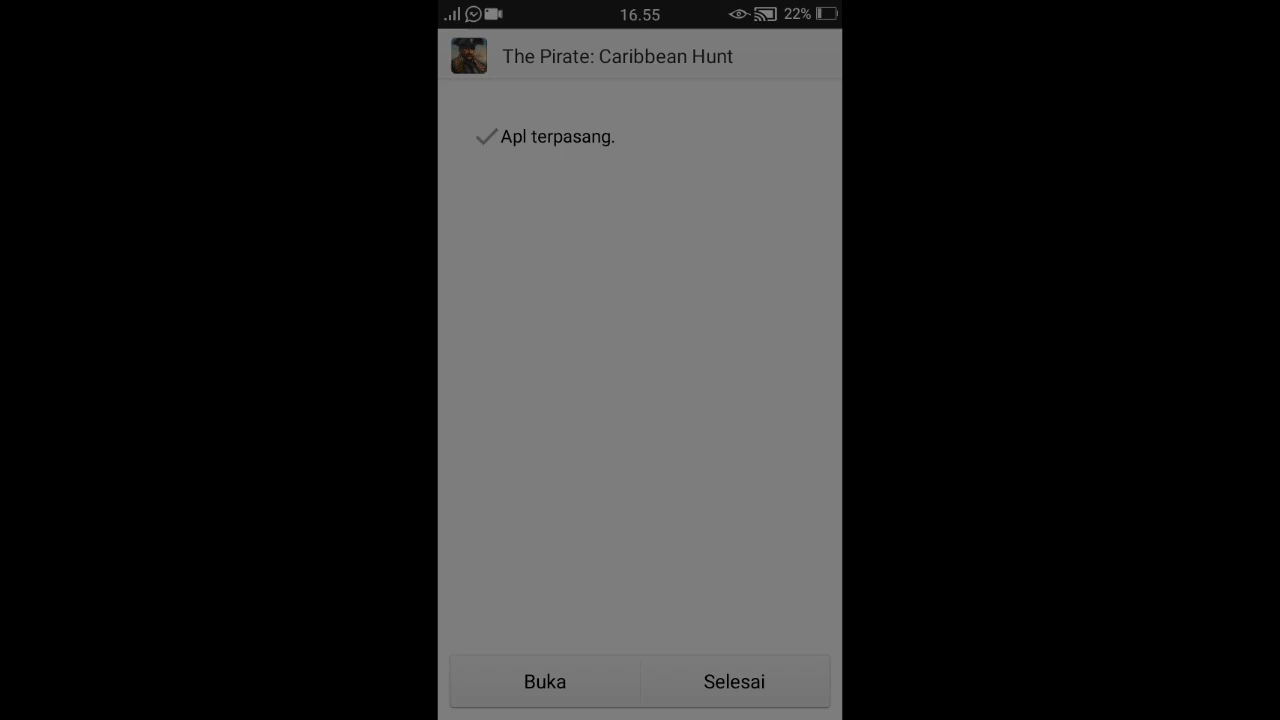 16.55
22%
The Pirate: Caribbean Hunt
Apl terpasang.
Buka
Selesai